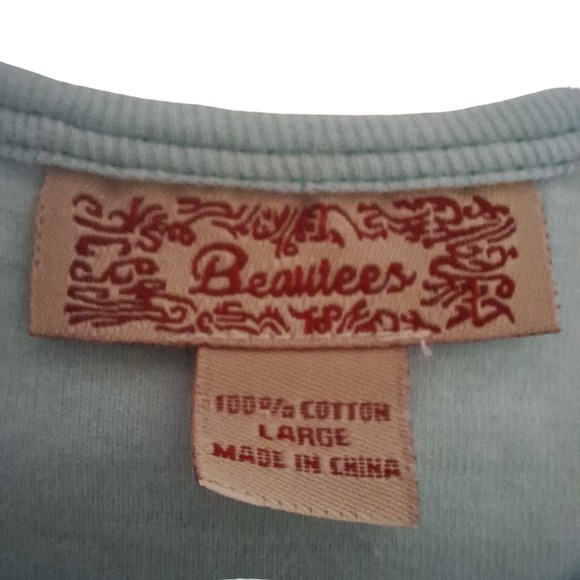 Beautees
100% COTTON
LARGE
MADE IN CHINA